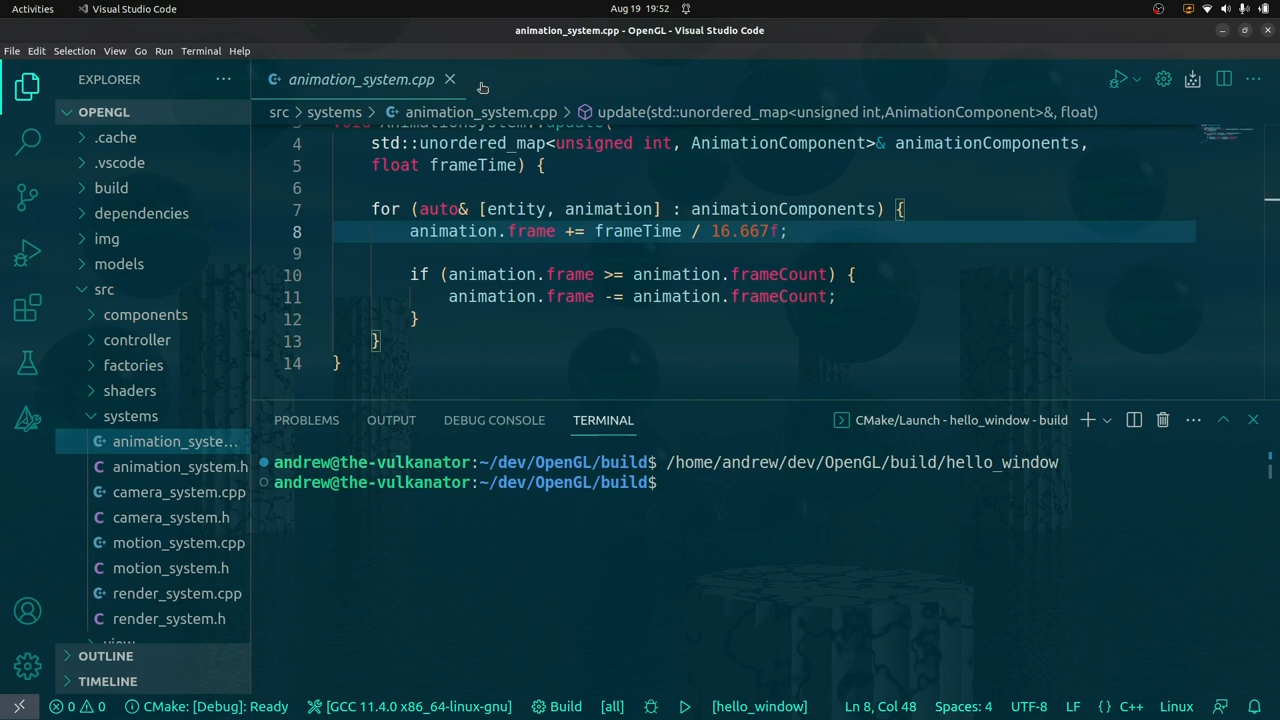 Activities
Visual Studio Code
Aug 19 19:52
animation_system.cpp - OpenGL - Visual Studio Code
File Edit Selection View Go Run Terminal Help
EXPLORER
OPENGL
.cache
.vscode
build
dependencies
img
models
src
components
controller
factories
shaders
systems
animation_syste...
animation_system.h
camera_system.cpp
camera_system.h
motion_system.cpp
motion_system.h
render_system.cpp
render_system.h
view
OUTLINE
TIMELINE
animation_system.cpp
src > systems > animation_system.cpp > update(std::unordered_map<unsigned int,AnimationComponent>&, float)
3 void AnimationSystem::update(
4 std::unordered_map<unsigned int, AnimationComponent>& animationComponents,
5 float frameTime) {
6
7 for (auto& [entity, animation] : animationComponents) {
8 animation.frame += frameTime / 16.667f;
9
10 if (animation.frame >= animation.frameCount) {
11 animation.frame -= animation.frameCount;
12 }
13 }
14 }
PROBLEMS OUTPUT DEBUG CONSOLE TERMINAL
CMake/Launch - hello_window - build
andrew@the-vulkanator:~/dev/OpenGL/build$ /home/andrew/dev/OpenGL/build/hello_window
andrew@the-vulkanator:~/dev/OpenGL/build$
0 0 CMake: [Debug]: Ready [GCC 11.4.0 x86_64-linux-gnu] Build [all] [hello_window] Ln 8, Col 48 Spaces: 4 UTF-8 LF {} C++ Linux